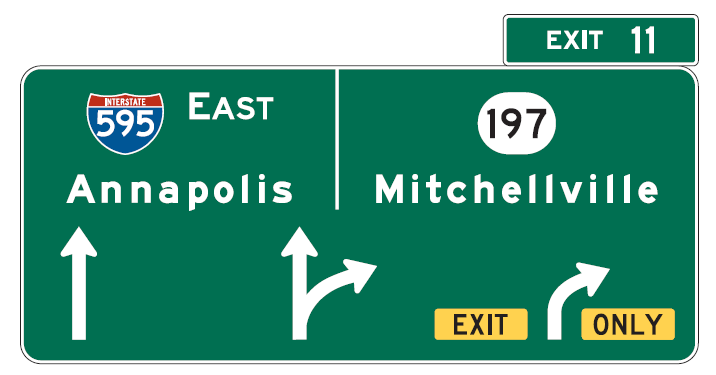 EXIT 11
INTERSTATE
595
EAST
197
Annapolis
Mitchellville
EXIT ONLY